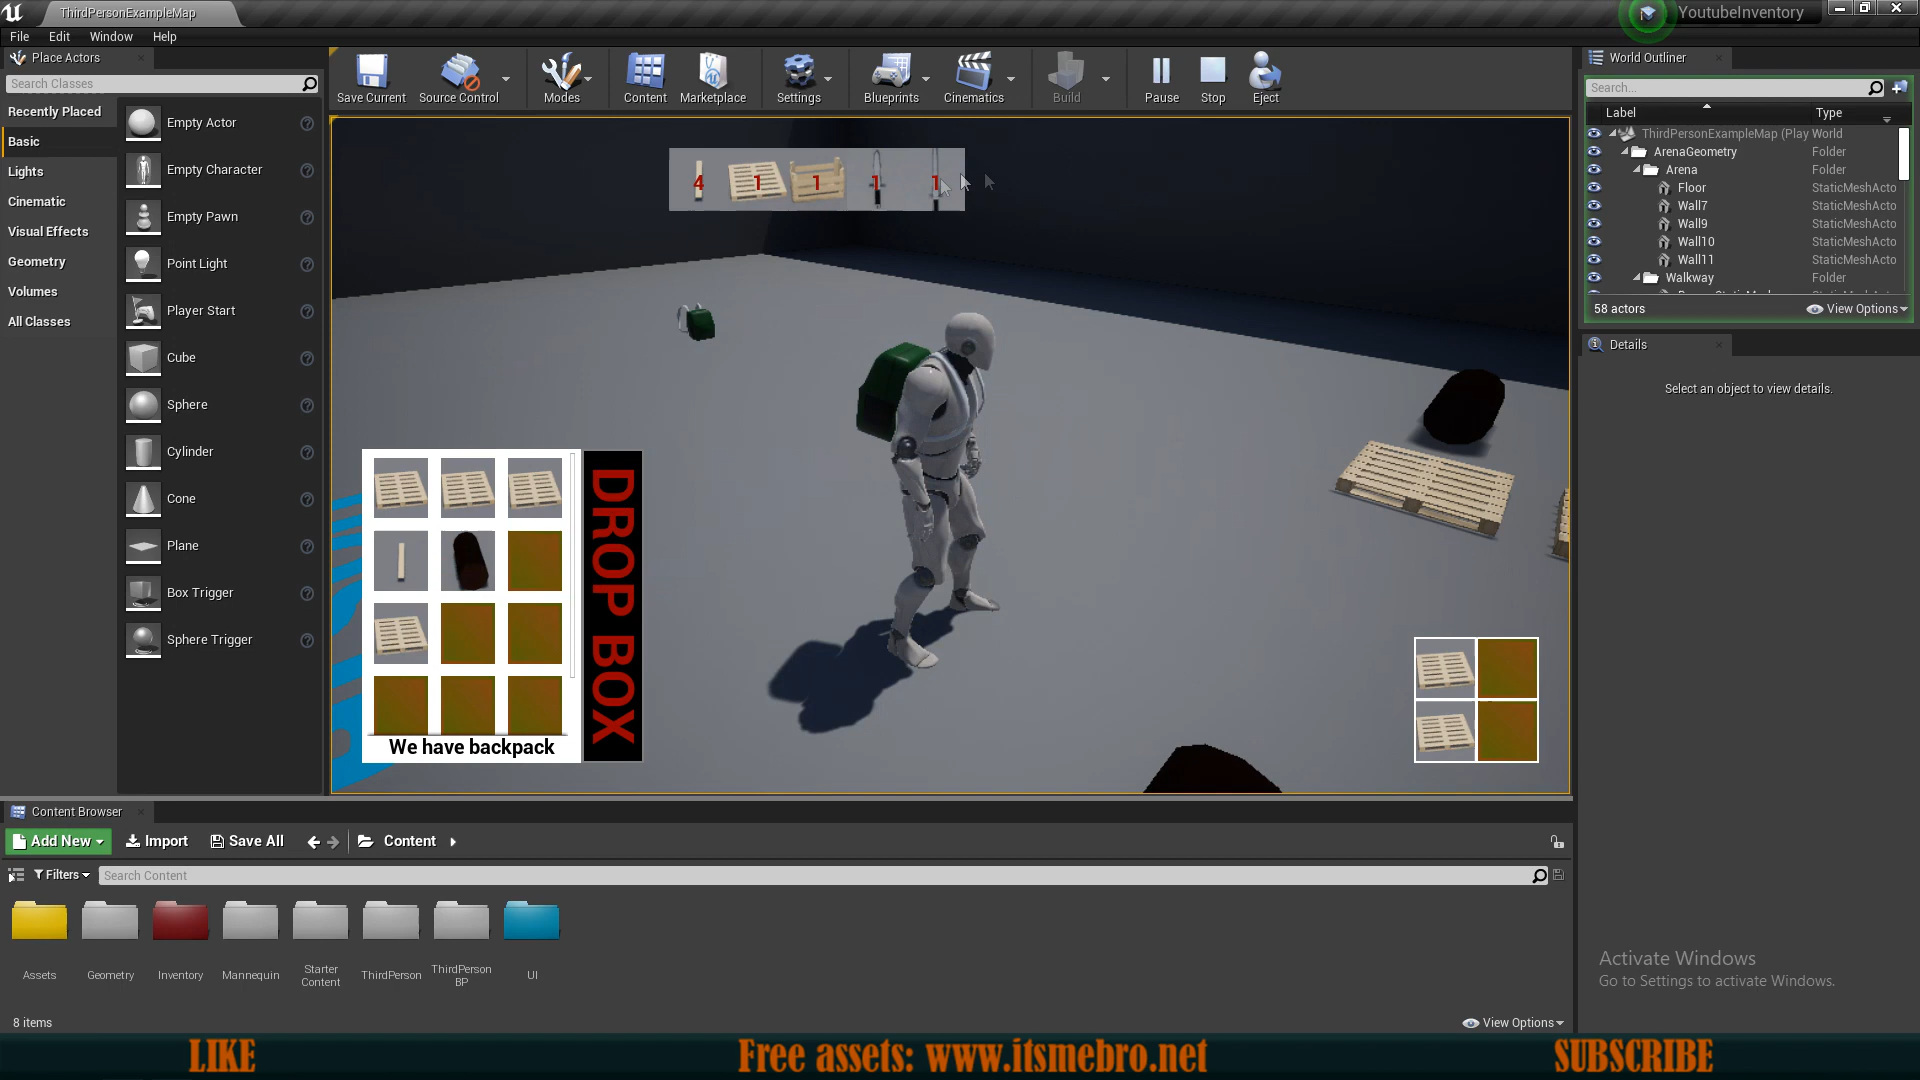 ThirdPersonExampleMap
YoutubeInventory
File Edit Window Help
Place Actors
Search Classes
Recently Placed
Basic
Lights
Cinematic
Visual Effects
Geometry
Volumes
All Classes
Empty Actor
Empty Character
Empty Pawn
Point Light
Player Start
Cube
Sphere
Cylinder
Cone
Plane
Box Trigger
Sphere Trigger
Save Current Source Control Modes Content Marketplace Settings Blueprints Cinematics Build Pause Stop Eject
4 1 1 1 1
DROP BOX
We have backpack
World Outliner
Search...
Label Type
ThirdPersonExampleMap (Play World
ArenaGeometry Folder
Arena Folder
Floor StaticMeshActo
Wall7 StaticMeshActo
Wall9 StaticMeshActo
Wall10 StaticMeshActo
Wall11 StaticMeshActo
Walkway Folder
58 actors View Options
Details
Select an object to view details.
Content Browser
Add New Import Save All Content
Filters Search Content
Assets Geometry Inventory Mannequin Starter Content ThirdPerson ThirdPerson BP UI
8 items View Options
Activate Windows
Go to Settings to activate Windows.
LIKE Free assets: www.itsmebro.net SUBSCRIBE